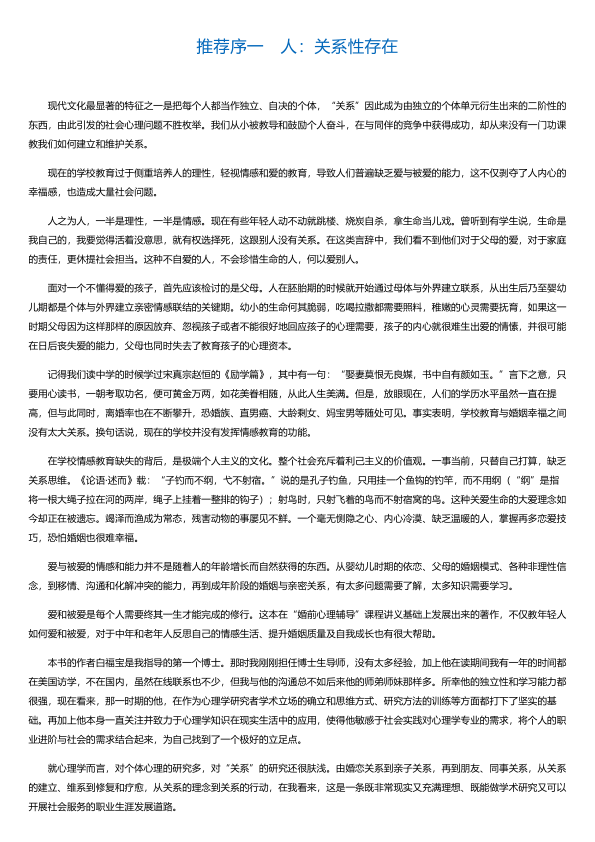 推荐序一　人：关系性存在
现代文化最显著的特征之一是把每个人都当作独立、自决的个体，“关系”因此成为由独立的个体单元衍生出来的二阶性的
东西，由此引发的社会心理问题不胜枚举。我们从小被教导和鼓励个人奋斗，在与同伴的竞争中获得成功，却从来没有一门功课
教我们如何建立和维护关系。
现在的学校教育过于侧重培养人的理性，轻视情感和爱的教育，导致人们普遍缺乏爱与被爱的能力，这不仅剥夺了人内心的
幸福感，也造成大量社会问题。
人之为人，一半是理性，一半是情感。现在有些年轻人动不动就跳楼、烧炭自杀，拿生命当儿戏。曾听到有学生说，生命是
我自己的，我要觉得活着没意思，就有权选择死，这跟别人没有关系。在这类言辞中，我们看不到他们对于父母的爱，对于家庭
的责任，更休提社会担当。这种不自爱的人，不会珍惜生命的人，何以爱别人。
面对一个不懂得爱的孩子，首先应该检讨的是父母。人在胚胎期的时候就开始通过母体与外界建立联系，从出生后乃至婴幼
儿期都是个体与外界建立亲密情感联结的关键期。幼小的生命何其脆弱，吃喝拉撒都需要照料，稚嫩的心灵需要抚育，如果这一
时期父母因为这样那样的原因放弃、忽视孩子或者不能很好地回应孩子的心理需要，孩子的内心就很难生出爱的情愫，并很可能
在日后丧失爱的能力，父母也同时失去了教育孩子的心理资本。
记得我们读中学的时候学过宋真宗赵恒的《励学篇》，其中有一句：“娶妻莫恨无良媒，书中自有颜如玉。”言下之意，只
要用心读书，一朝考取功名，便可黄金万两，如花美眷相随，从此人生美满。但是，放眼现在，人们的学历水平虽然一直在提
高，但与此同时，离婚率也在不断攀升，恐婚族、直男癌、大龄剩女、妈宝男等随处可见。事实表明，学校教育与婚姻幸福之间
没有太大关系。换句话说，现在的学校并没有发挥情感教育的功能。
在学校情感教育缺失的背后，是极端个人主义的文化。整个社会充斥着利己主义的价值观。一事当前，只替自己打算，缺乏
关系思维。《论语·述而》载：“子钓而不纲，弋不射宿。”说的是孔子钓鱼，只用挂一个鱼钩的钓竿，而不用纲（“纲”是指
将一根大绳子拉在河的两岸，绳子上挂着一整排的钩子）；射鸟时，只射飞着的鸟而不射宿窝的鸟。这种关爱生命的大爱理念如
今却正在被遗忘。竭泽而渔成为常态，残害动物的事屡见不鲜。一个毫无恻隐之心、内心冷漠、缺乏温暖的人，掌握再多恋爱技
巧，恐怕婚姻也很难幸福。
爱与被爱的情感和能力并不是随着人的年龄增长而自然获得的东西。从婴幼儿时期的依恋、父母的婚姻模式、各种非理性信
念，到移情、沟通和化解冲突的能力，再到成年阶段的婚姻与亲密关系，有太多问题需要了解，太多知识需要学习。
爱和被爱是每个人需要终其一生才能完成的修行。这本在“婚前心理辅导”课程讲义基础上发展出来的著作，不仅教年轻人
如何爱和被爱，对于中年和老年人反思自己的情感生活、提升婚姻质量及自我成长也有很大帮助。
本书的作者白福宝是我指导的第一个博士。那时我刚刚担任博士生导师，没有太多经验，加上他在读期间我有一年的时间都
在美国访学，不在国内，虽然在线联系也不少，但我与他的沟通总不如后来他的师弟师妹那样多。所幸他的独立性和学习能力都
很强，现在看来，那一时期的他，在作为心理学研究者学术立场的确立和思维方式、研究方法的训练等方面都打下了坚实的基
础。再加上他本身一直关注并致力于心理学知识在现实生活中的应用，使得他敏感于社会实践对心理学专业的需求，将个人的职
业进阶与社会的需求结合起来，为自己找到了一个极好的立足点。
就心理学而言，对个体心理的研究多，对“关系”的研究还很肤浅。由婚恋关系到亲子关系，再到朋友、同事关系，从关系
的建立、维系到修复和疗愈，从关系的理念到关系的行动，在我看来，这是一条既非常现实又充满理想、既能做学术研究又可以
开展社会服务的职业生涯发展道路。